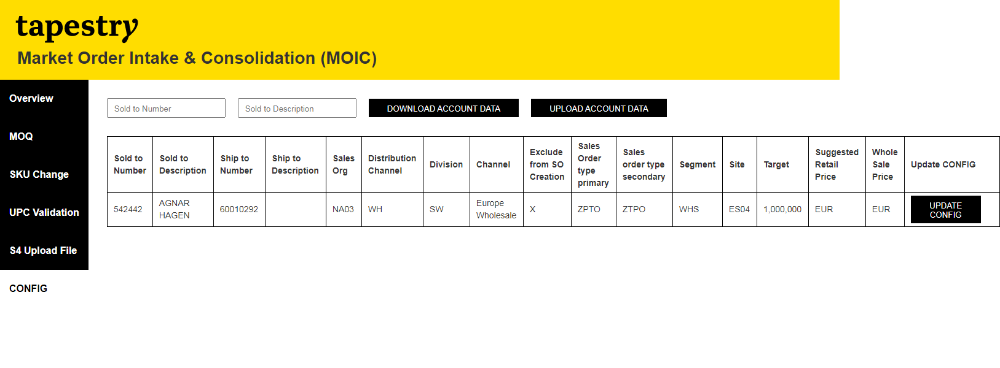 tapestry
Market Order Intake & Consolidation (MOIC)
Overview
MOQ
SKU Change
UPC Validation
S4 Upload File
CONFIG
Sold to Number
Sold to Description
DOWNLOAD ACCOUNT DATA
UPLOAD ACCOUNT DATA
Sold to
Number
Sold to
Description
Ship to
Number
Ship to
Description
Sales
Org
Distribution
Channel
Division
Channel
Exclude
from SO
Creation
Sales
Order
type
primary
Sales
order type
secondary
Segment
Site
Target
Suggested
Retail
Price
Whole
Sale
Price
Update CONFIG
542442
AGNAR
HAGEN
60010292
NA03
WH
SW
Europe
Wholesale
X
ZPTO
ZTPO
WHS
ES04
1,000,000
EUR
EUR
UPDATE
CONFIG